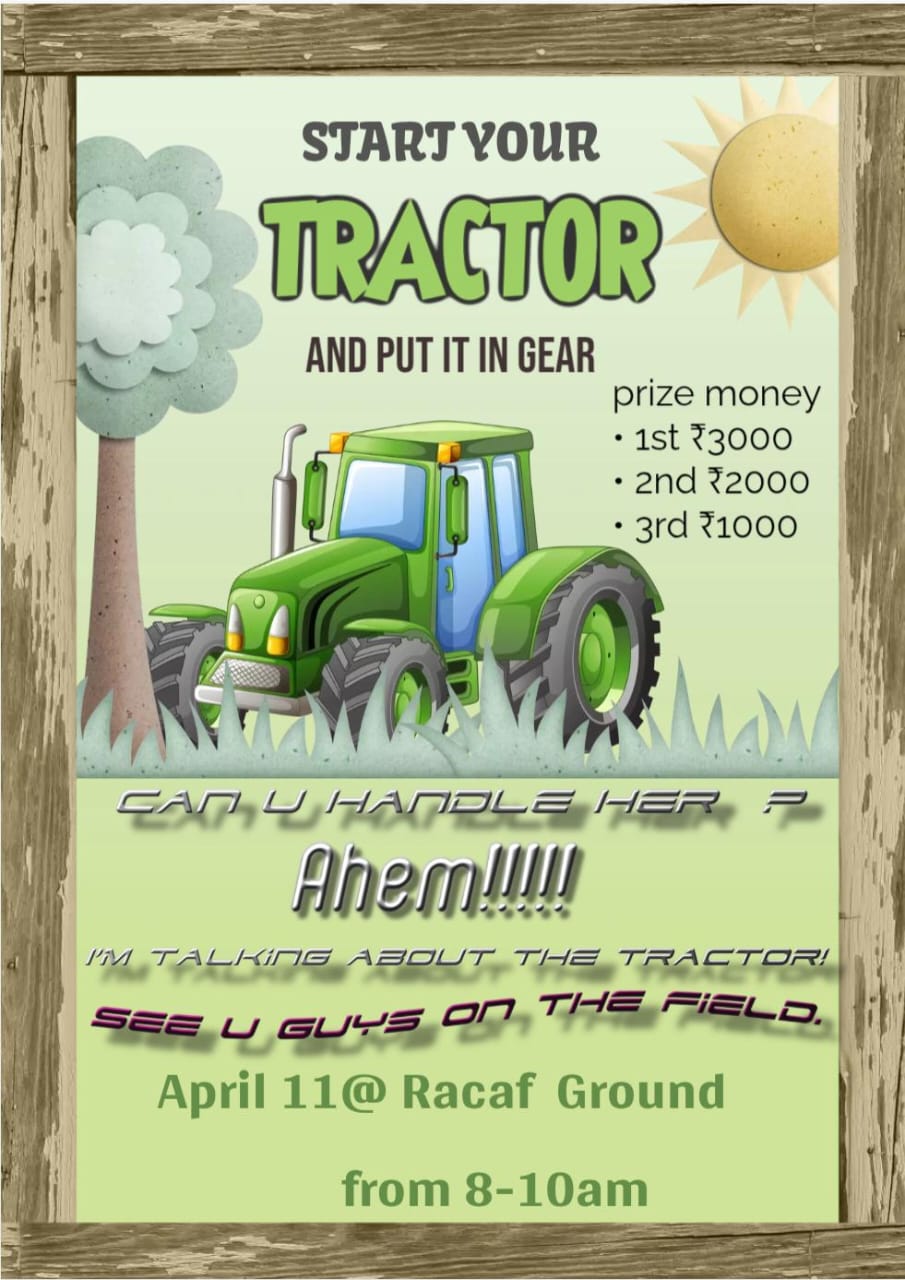 START YOUR
TRACTOR
AND PUT IT IN GEAR
prize money
• 1st ₹3000
• 2nd ₹2000
• 3rd ₹1000
CAN U HANDLE HER ?
Ahem!!!!!
I'M TALKING ABOUT THE TRACTOR!
SEE U GUYS ON THE FIELD.
April 11@ Racaf Ground
from 8-10am